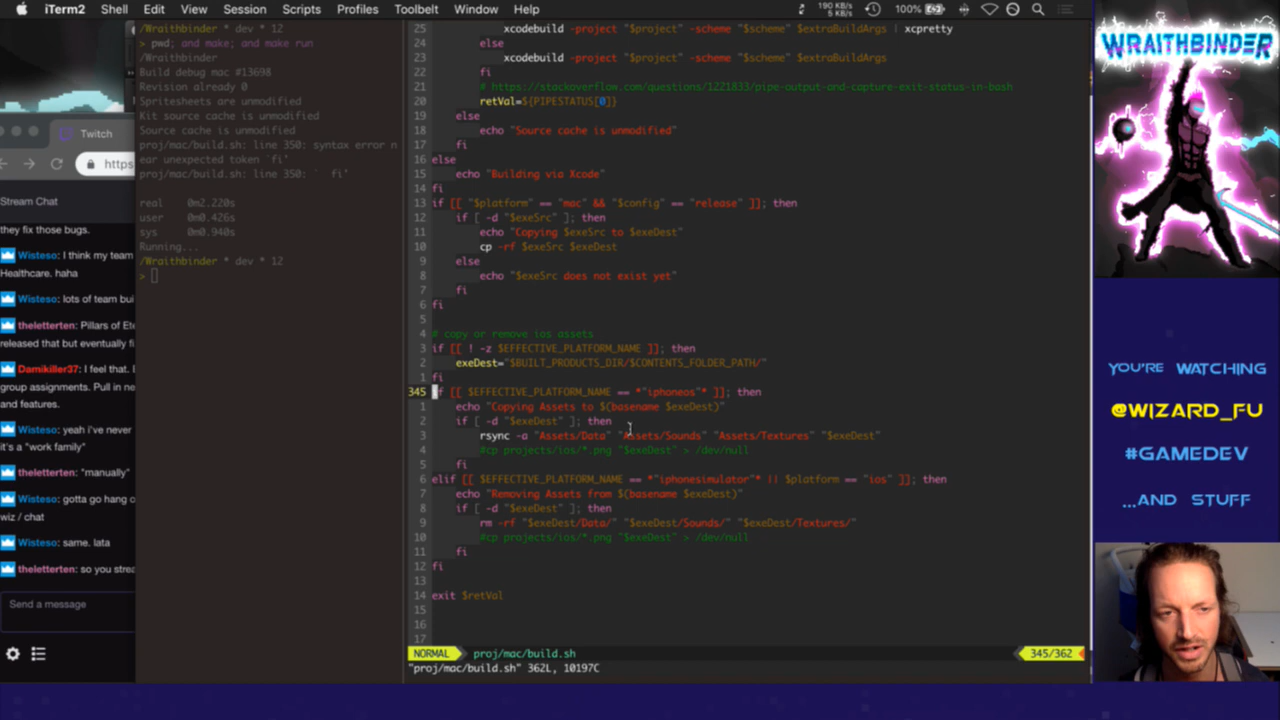 iTerm2 Shell Edit View Session Scripts Profiles Toolbelt Window Help
190 KB/s
5 KB/s
100%
Twitch
https
Stream Chat
they fix those bugs.
Wisteso: I think my team
Healthcare. haha
Wisteso: lots of team bui
theletterten: Pillars of Ete
released that but eventually fi
Damikiller37: I feel that. I
group assignments. Pull in ne
and features.
Wisteso: yeah i've never
it's a "work family"
theletterten: "manually"
Wisteso: gotta go hang o
wiz / chat
Wisteso: same. lata
theletterten: so you strea
Send a message
/Wraithbinder * dev * 12
> pwd; and make; and make run
/Wraithbinder
Build debug mac #13698
Revision already 0
Spritesheets are unmodified
Kit source cache is unmodified
Source cache is unmodified
proj/mac/build.sh: line 350: syntax error n
ear unexpected token `fi'
proj/mac/build.sh: line 350: `  fi'
real 0m2.220s
user 0m0.426s
sys 0m0.940s
Running...
/Wraithbinder * dev * 12
>
25 xcodebuild -project "$project" -scheme "$scheme" $extraBuildArgs | xcpretty
24 else
23 xcodebuild -project "$project" -scheme "$scheme" $extraBuildArgs
22 fi
21 # https://stackoverflow.com/questions/1221833/pipe-output-and-capture-exit-status-in-bash
20 retVal=${PIPESTATUS[0]}
19 else
18 echo "Source cache is unmodified"
17 fi
16 else
15 echo "Building via Xcode"
14 fi
13 if [[ "$platform" == "mac" && "$config" == "release" ]]; then
12 if [ -d "$exeSrc" ]; then
11 echo "Copying $exeSrc to $exeDest"
10 cp -rf $exeSrc $exeDest
9 else
8 echo "$exeSrc does not exist yet"
7 fi
6 fi
5
4 # copy or remove ios assets
3 if [[ ! -z $EFFECTIVE_PLATFORM_NAME ]]; then
2 exeDest="$BUILT_PRODUCTS_DIR/$CONTENTS_FOLDER_PATH/"
1 fi
345 if [[ $EFFECTIVE_PLATFORM_NAME == *"iphoneos"* ]]; then
1 echo "Copying Assets to $(basename $exeDest)"
2 if [ -d "$exeDest" ]; then
3 rsync -a "Assets/Data" "Assets/Sounds" "Assets/Textures" "$exeDest"
4 #cp projects/ios/*.png "$exeDest" > /dev/null
5 fi
6 elif [[ $EFFECTIVE_PLATFORM_NAME == *"iphonesimulator"* || $platform == "ios" ]]; then
7 echo "Removing Assets from $(basename $exeDest)"
8 if [ -d "$exeDest" ]; then
9 rm -rf "$exeDest/Data/" "$exeDest/Sounds/" "$exeDest/Textures/"
10 #cp projects/ios/*.png "$exeDest" > /dev/null
11 fi
12 fi
13
14 exit $retVal
15
16
17
NORMAL proj/mac/build.sh 345/362
"proj/mac/build.sh" 362L, 10197C
WRAITHBINDER
YOU'RE WATCHING
@WIZARD_FU
#GAMEDEV
...AND STUFF